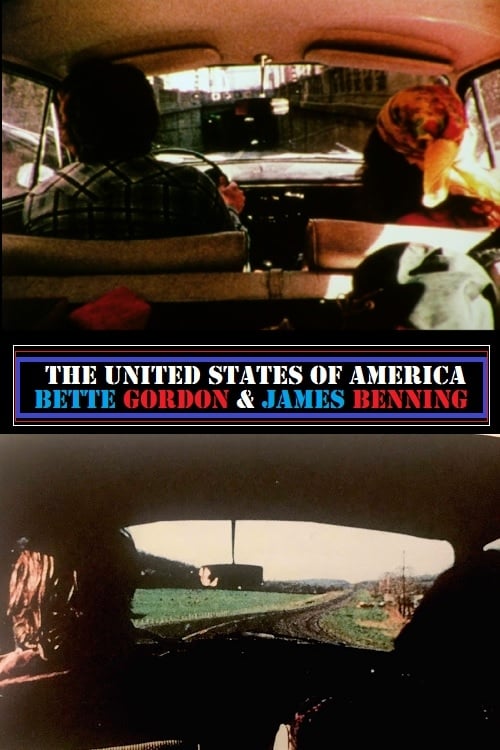 THE UNITED STATES OF AMERICA
BETTE GORDON & JAMES BENNING